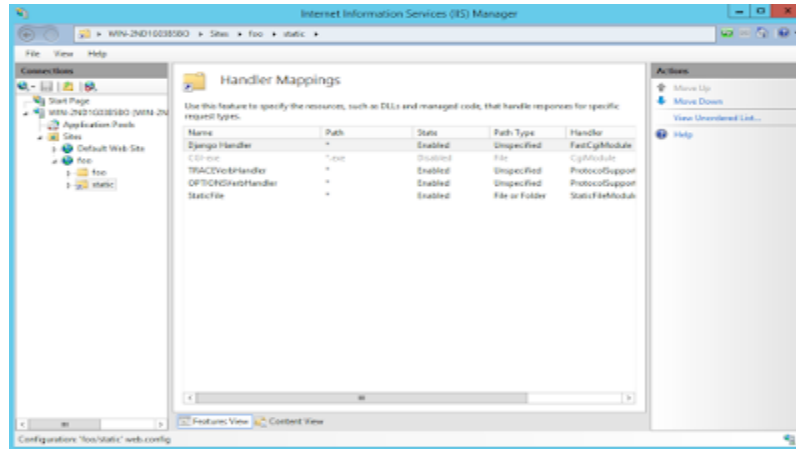 Internet Information Services (IIS) Manager
Sites foo static
File View Help
Connections
Start Page
Application Pools
Sites
Default Web Site
foo
foo
static
Handler Mappings
Use this feature to specify the resources, such as DLLs and managed code, that handle responses for specific
request types.
Name Path State Path Type Handler
Django Handler * Enabled Unspecified FastCgiModule
CGI-exe *.exe Disabled File CgiModule
TRACEVerbHandler * Enabled Unspecified ProtocolSupport
OPTIONSVerbHandler * Enabled Unspecified ProtocolSupport
StaticFile * Enabled File or Folder StaticFileModule
Features View Content View
Actions
Move Up
Move Down
View Unordered List...
Help
Configuration: 'foo/static' web.config